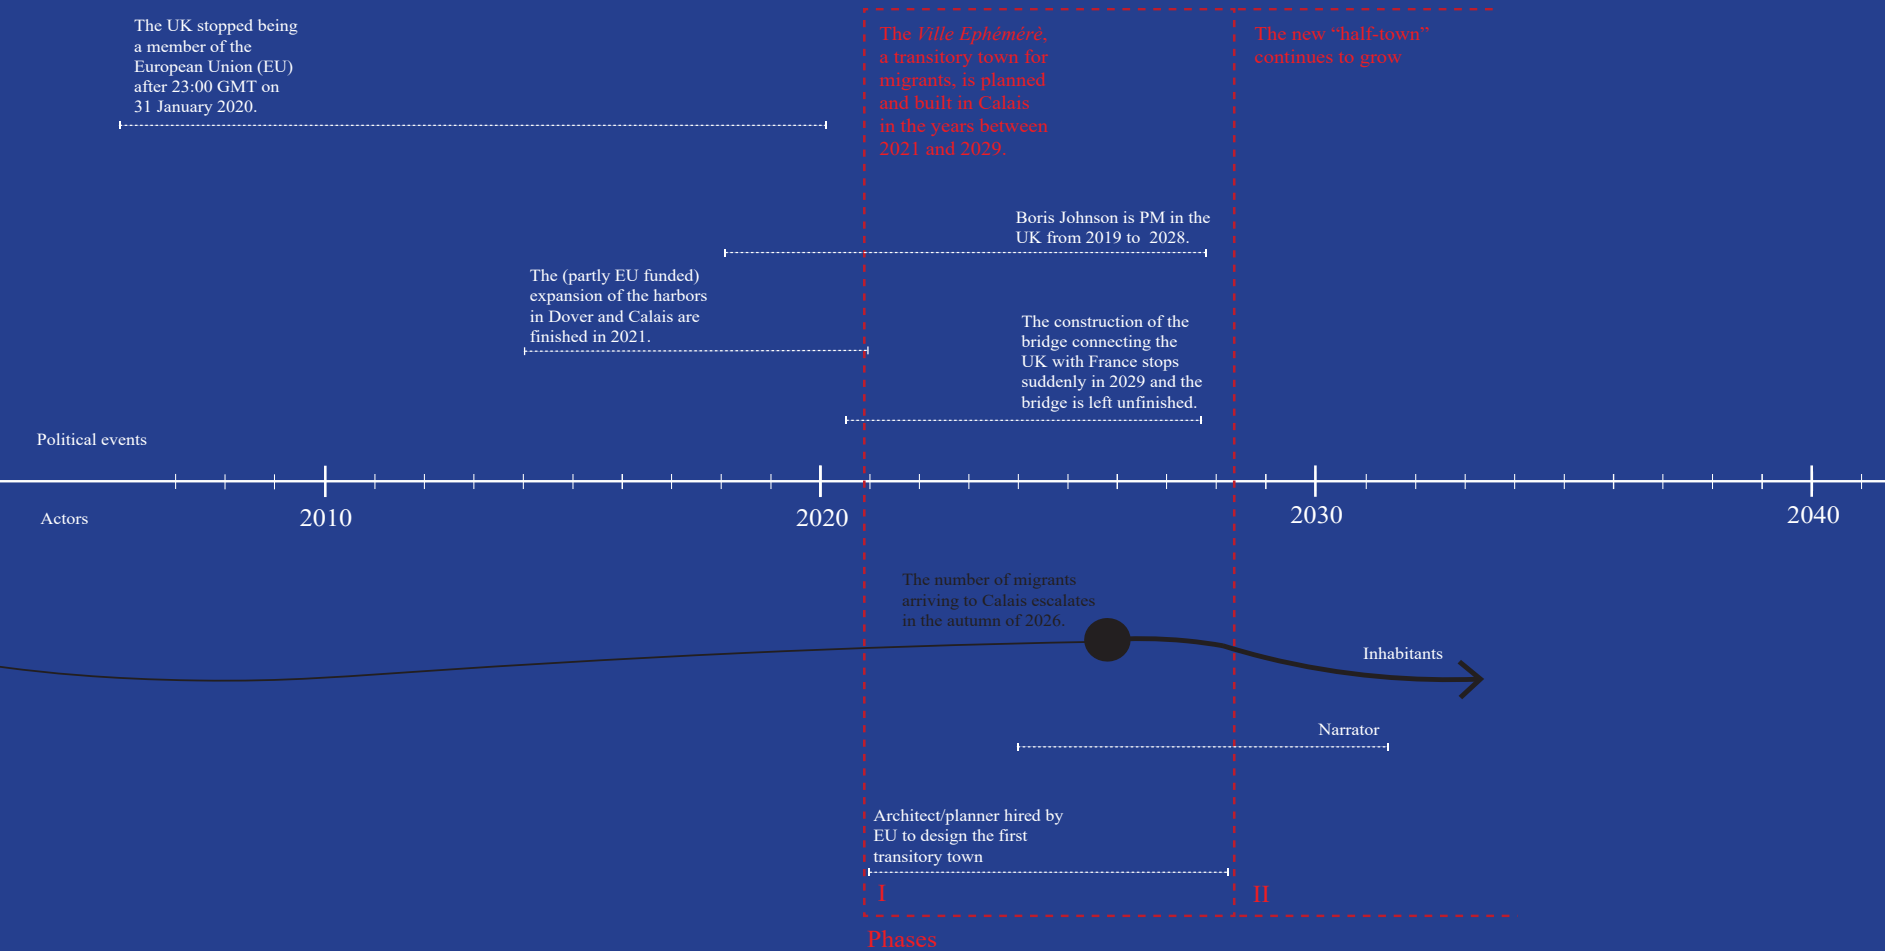 The UK stopped being
a member of the
European Union (EU)
after 23:00 GMT on
31 January 2020.
The Ville Ephémérè,
a transitory town for
migrants, is planned
and built in Calais
in the years between
2021 and 2029.
The new “half-town”
continues to grow
Boris Johnson is PM in the
UK from 2019 to  2028.
The (partly EU funded)
expansion of the harbors
in Dover and Calais are
finished in 2021.
The construction of the
bridge connecting the
UK with France stops
suddenly in 2029 and the
bridge is left unfinished.
Political events
Actors
2010
2020
2030
2040
The number of migrants
arriving to Calais escalates
in the autumn of 2026.
Inhabitants
Narrator
Architect/planner hired by
EU to design the first
transitory town
I
II
Phases